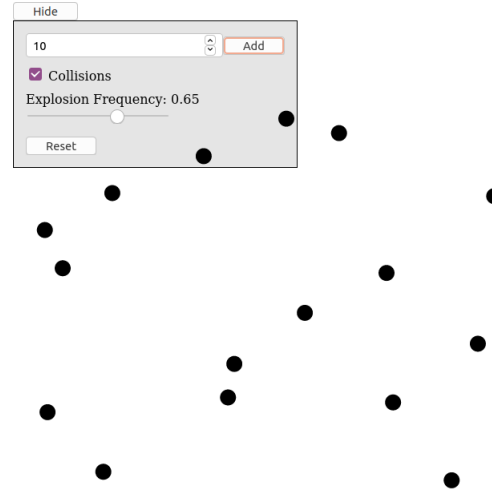 Hide
10 Add
Collisions
Explosion Frequency: 0.65
Reset